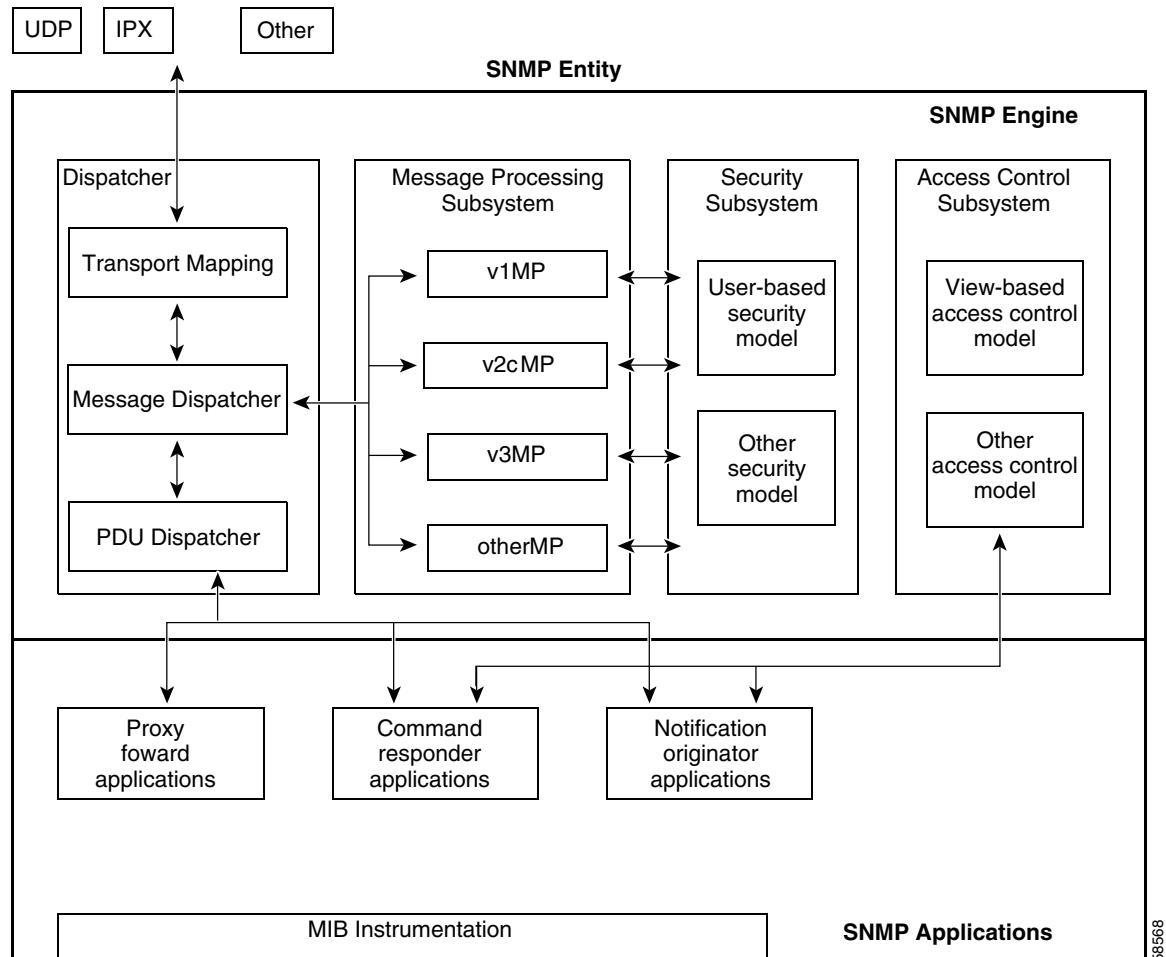 UDP
IPX
Other
SNMP Entity
SNMP Engine
Dispatcher
Transport Mapping
Message Dispatcher
PDU Dispatcher
Message Processing
Subsystem
v1MP
v2cMP
v3MP
otherMP
Security
Subsystem
User-based
security
model
Other
security
model
Access Control
Subsystem
View-based
access control
model
Other
access control
model
Proxy
foward
applications
Command
responder
applications
Notification
originator
applications
MIB Instrumentation
SNMP Applications